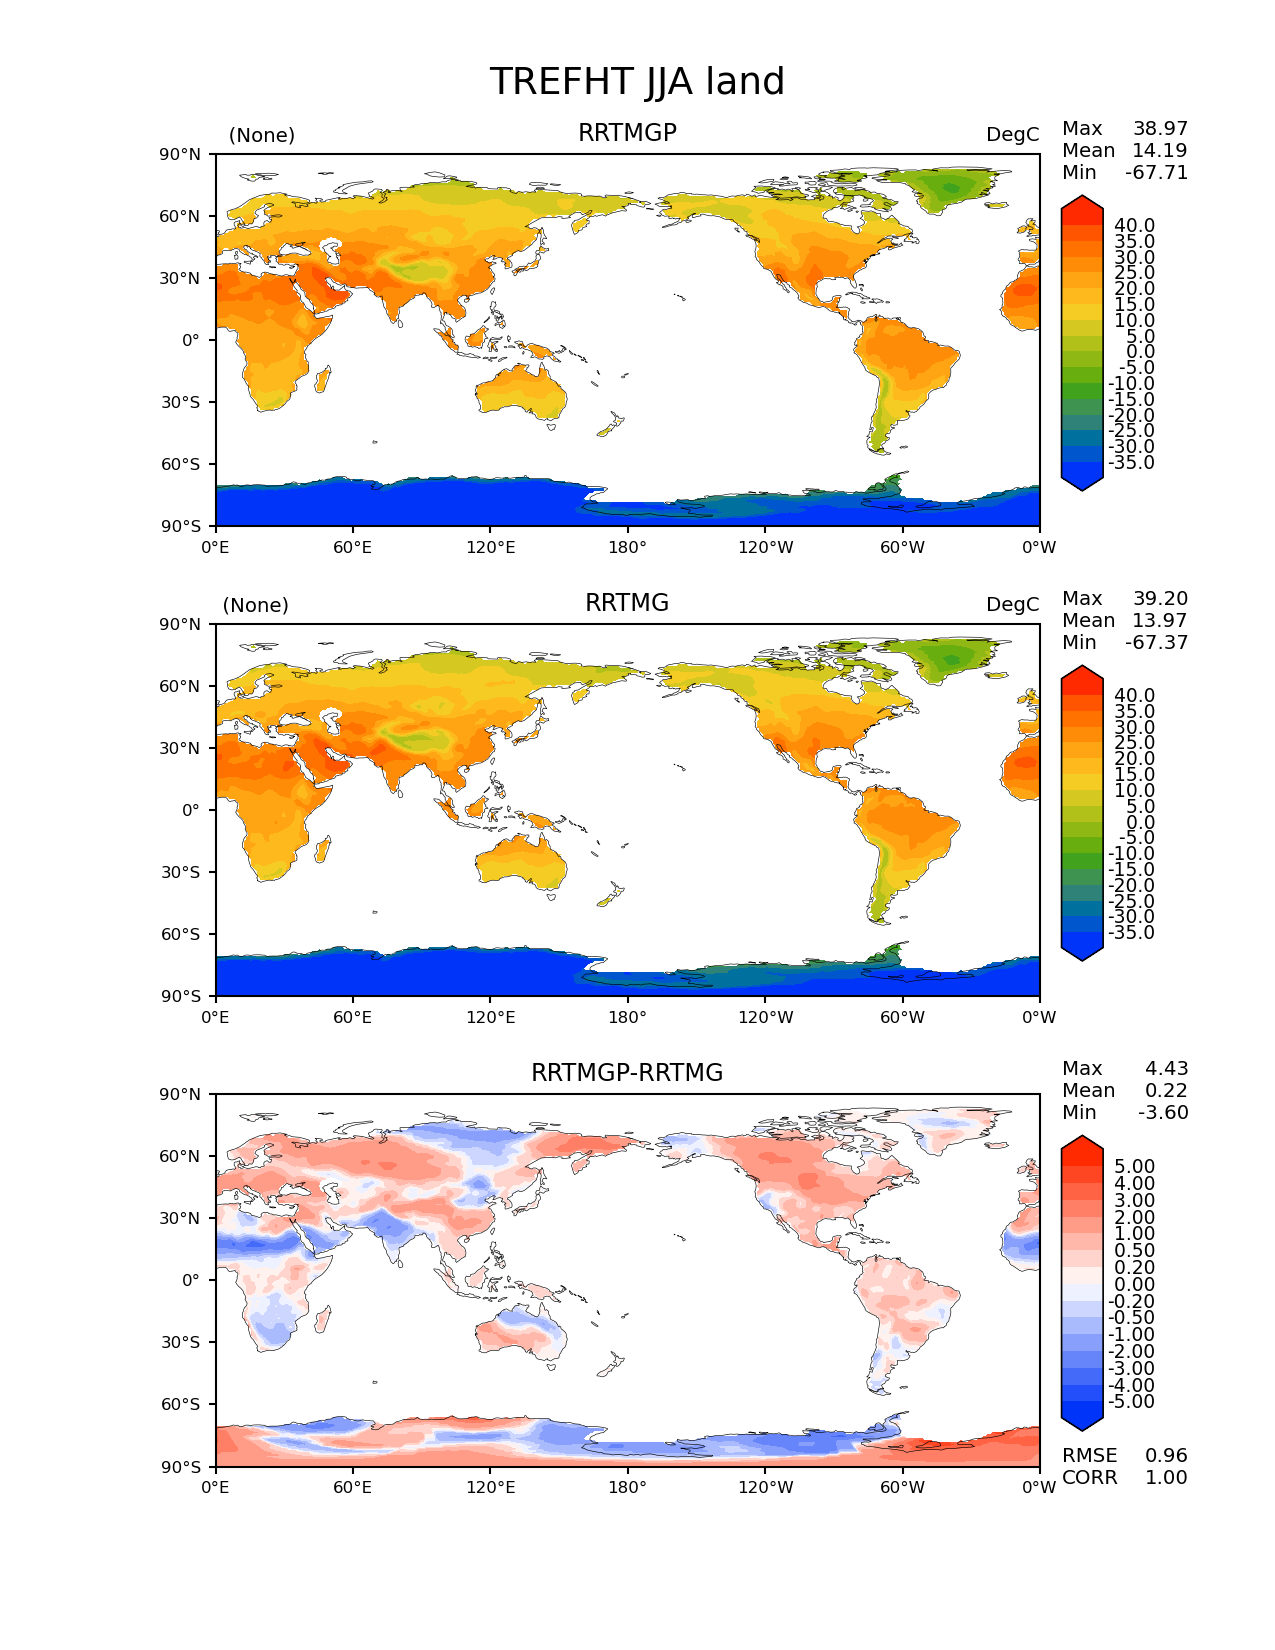 TREFHT JJA land
(None) RRTMGP DegC
Max 38.97
Mean 14.19
Min -67.71
90°N
60°N
30°N
0°
30°S
60°S
90°S
0°E 60°E 120°E 180° 120°W 60°W 0°W
40.0
35.0
30.0
25.0
20.0
15.0
10.0
5.0
0.0
-5.0
-10.0
-15.0
-20.0
-25.0
-30.0
-35.0
(None) RRTMG DegC
Max 39.20
Mean 13.97
Min -67.37
90°N
60°N
30°N
0°
30°S
60°S
90°S
0°E 60°E 120°E 180° 120°W 60°W 0°W
40.0
35.0
30.0
25.0
20.0
15.0
10.0
5.0
0.0
-5.0
-10.0
-15.0
-20.0
-25.0
-30.0
-35.0
RRTMGP-RRTMG
Max 4.43
Mean 0.22
Min -3.60
90°N
60°N
30°N
0°
30°S
60°S
90°S
0°E 60°E 120°E 180° 120°W 60°W 0°W
5.00
4.00
3.00
2.00
1.00
0.50
0.20
0.00
-0.20
-0.50
-1.00
-2.00
-3.00
-4.00
-5.00
RMSE 0.96
CORR 1.00